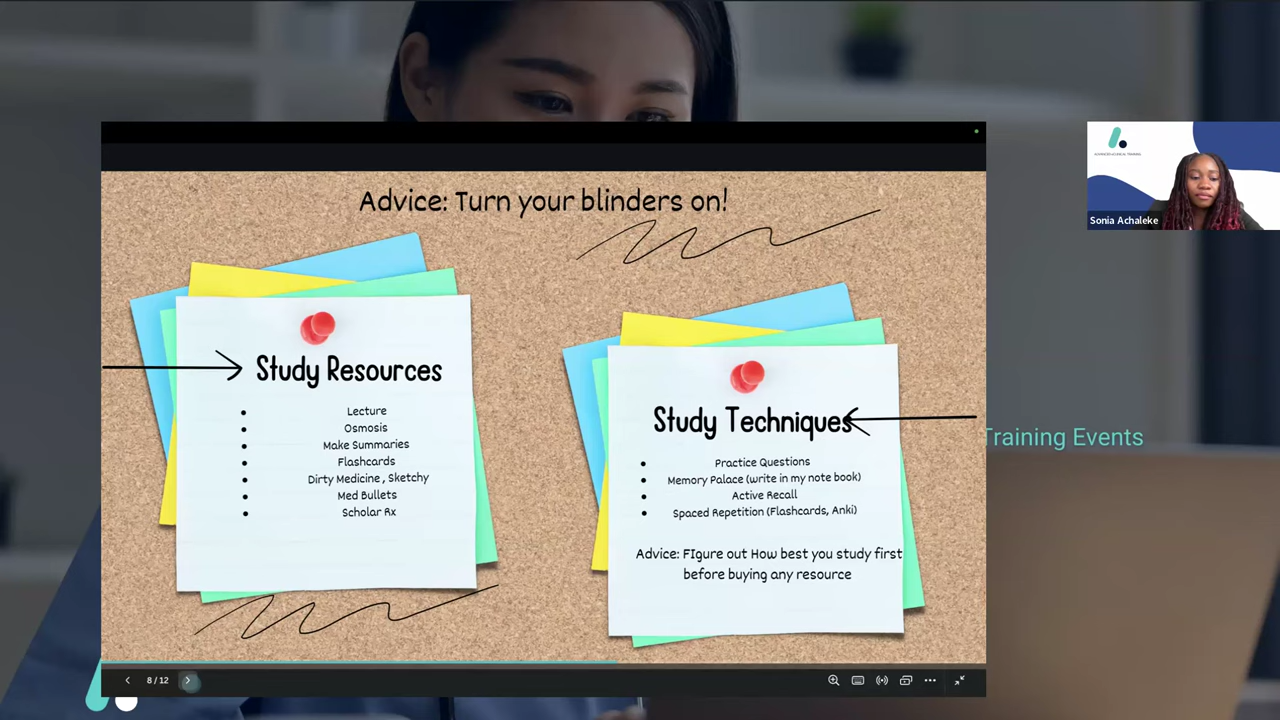 Advice: Turn your blinders on!
Study Resources
Lecture
Osmosis
Make Summaries
Flashcards
Dirty Medicine , Sketchy
Med Bullets
Scholar Rx
Study Techniques
Practice Questions
Memory Palace (write in my note book)
Active Recall
Spaced Repetition (Flashcards, Anki)
Advice: FIgure out How best you study first
before buying any resource
8 / 12
Sonia Achaleke
Training Events